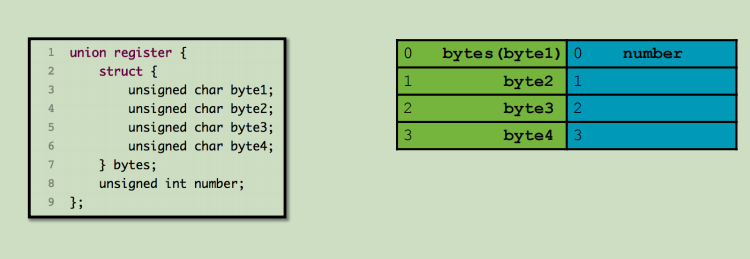 1 union register {
2     struct {
3         unsigned char byte1;
4         unsigned char byte2;
5         unsigned char byte3;
6         unsigned char byte4;
7     } bytes;
8     unsigned int number;
9 };
0 bytes(byte1) 0 number
1 byte2 1
2 byte3 2
3 byte4 3